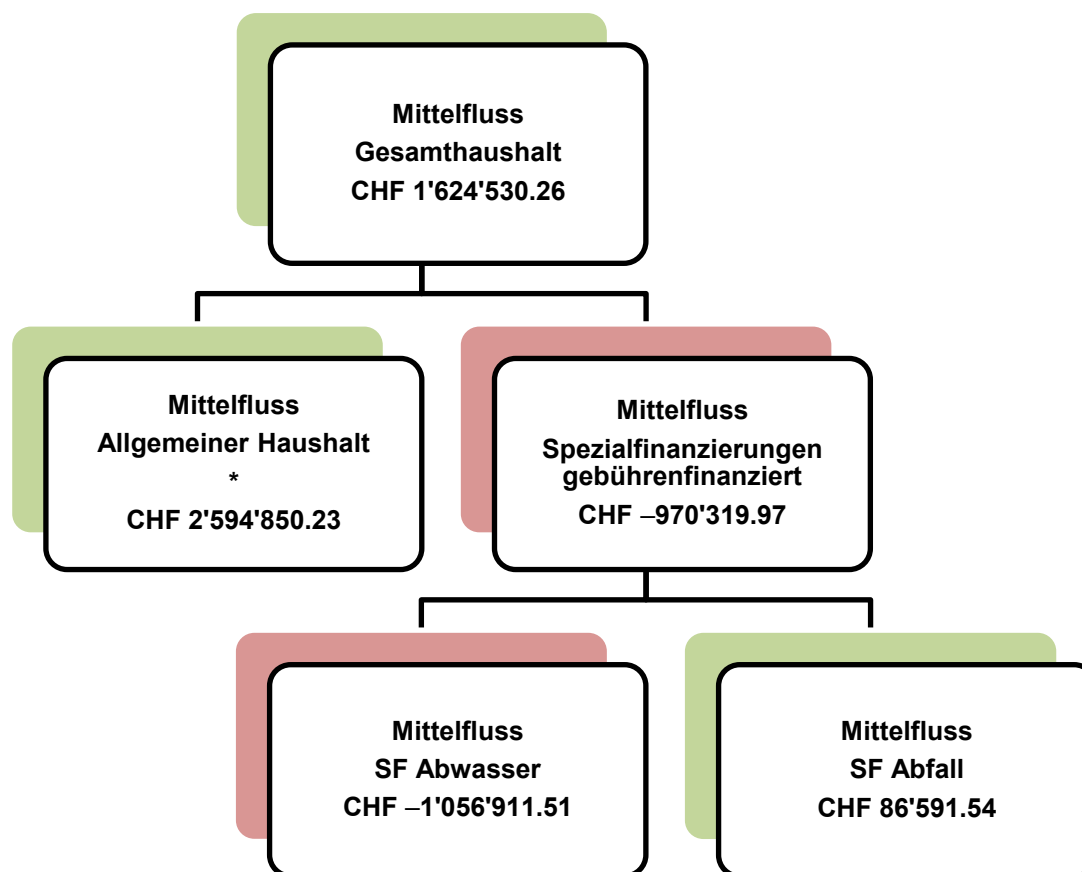 Mittelfluss
Gesamthaushalt
CHF 1'624'530.26
Mittelfluss
Allgemeiner Haushalt
*
CHF 2'594'850.23
Mittelfluss
Spezialfinanzierungen
gebührenfinanziert
CHF –970'319.97
Mittelfluss
SF Abwasser
CHF –1'056'911.51
Mittelfluss
SF Abfall
CHF 86'591.54